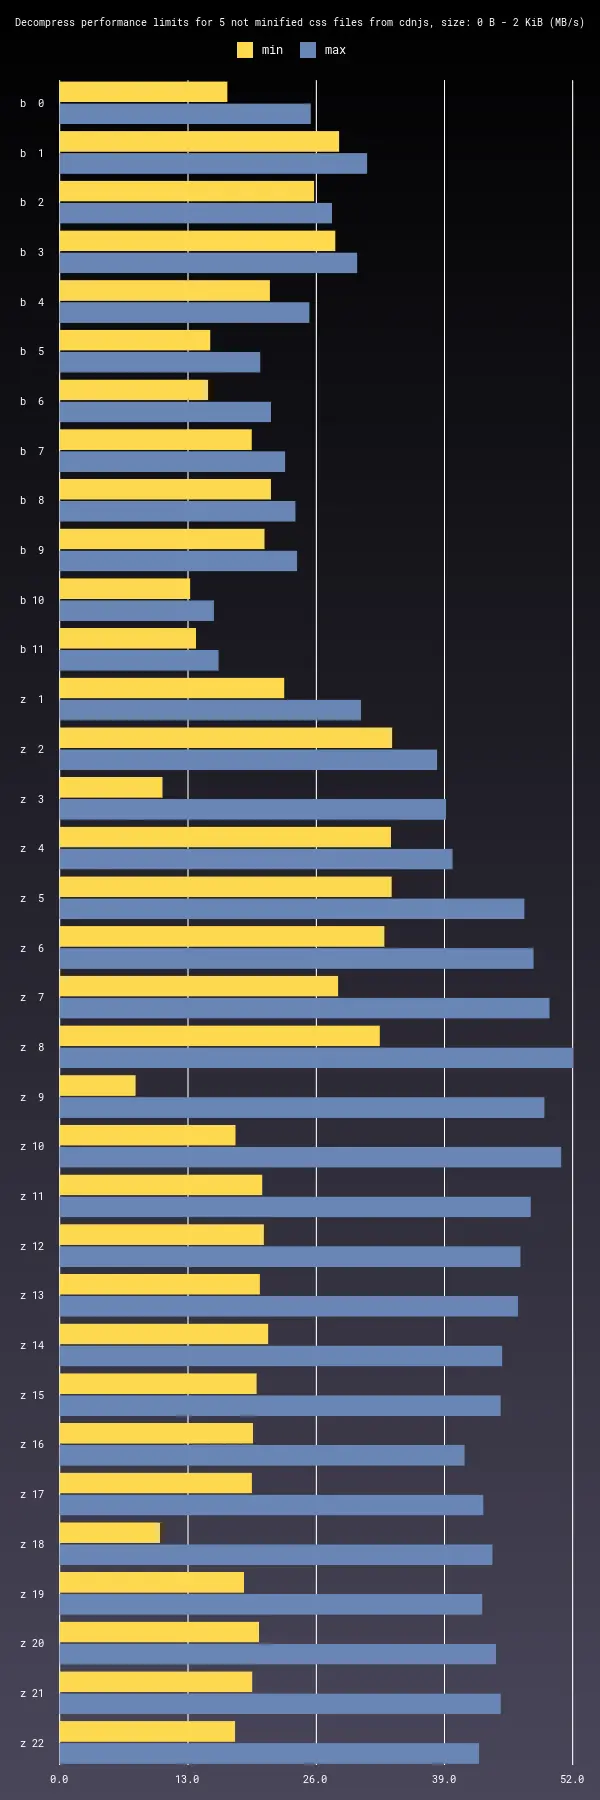 Decompress performance limits for 5 not minified css files from cdnjs, size: 0 B - 2 KiB (MB/s)
min max
b 0
b 1
b 2
b 3
b 4
b 5
b 6
b 7
b 8
b 9
b 10
b 11
z 1
z 2
z 3
z 4
z 5
z 6
z 7
z 8
z 9
z 10
z 11
z 12
z 13
z 14
z 15
z 16
z 17
z 18
z 19
z 20
z 21
z 22
0.0 13.0 26.0 39.0 52.0